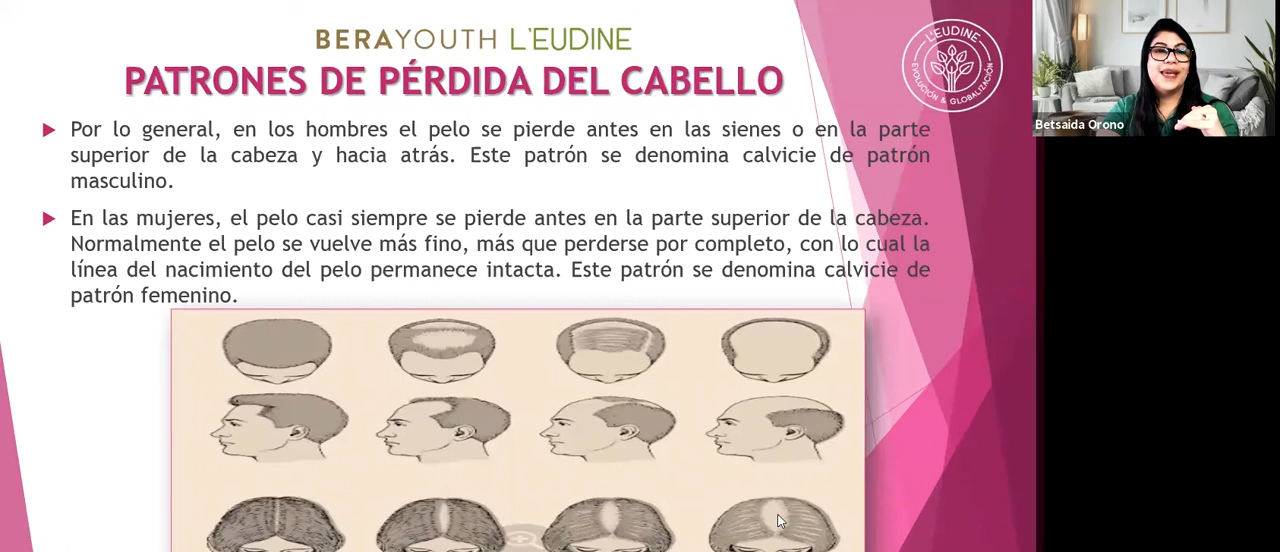 BERAYOUTH L'EUDINE
PATRONES DE PÉRDIDA DEL CABELLO
L'EUDINE
EVOLUCIÓN & GLOBALIZACIÓN
Betsaida Orono
Por lo general, en los hombres el pelo se pierde antes en las sienes o en la parte
superior de la cabeza y hacia atrás. Este patrón se denomina calvicie de patrón
masculino.
En las mujeres, el pelo casi siempre se pierde antes en la parte superior de la cabeza.
Normalmente el pelo se vuelve más fino, más que perderse por completo, con lo cual la
línea del nacimiento del pelo permanece intacta. Este patrón se denomina calvicie de
patrón femenino.